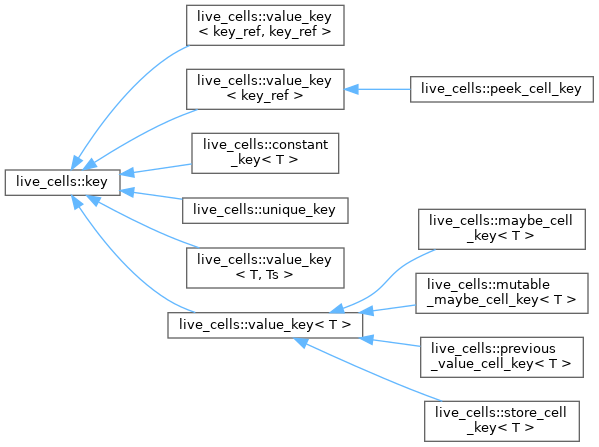 live_cells::value_key
< key_ref, key_ref >
live_cells::value_key
< key_ref >
live_cells::peek_cell_key
live_cells::constant
_key< T >
live_cells::key
live_cells::unique_key
live_cells::maybe_cell
_key< T >
live_cells::value_key
< T, Ts >
live_cells::mutable
_maybe_cell_key< T >
live_cells::value_key< T >
live_cells::previous
_value_cell_key< T >
live_cells::store_cell
_key< T >